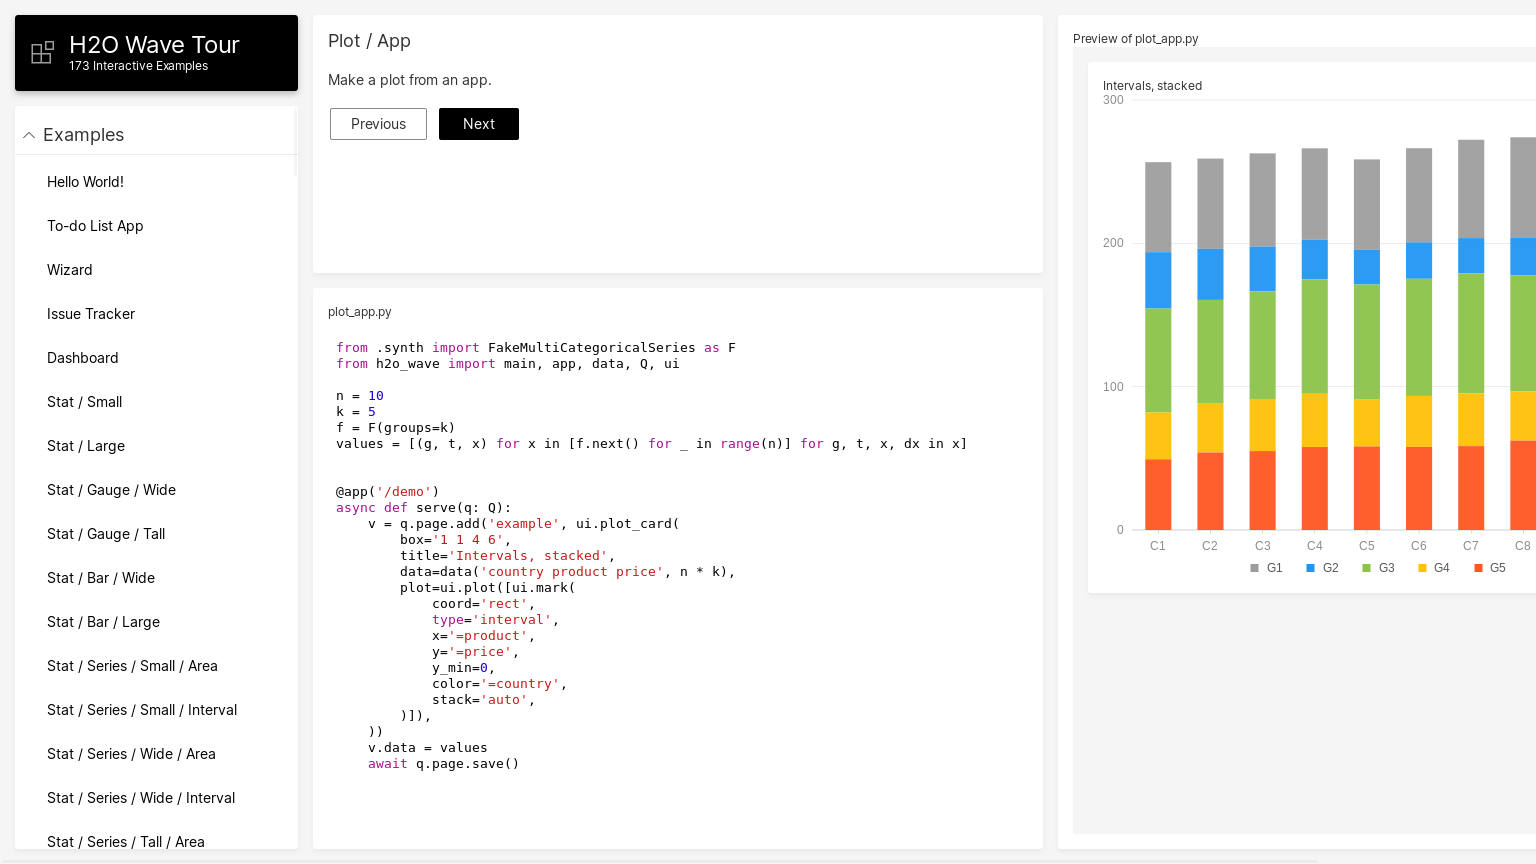 H2O Wave Tour
173 Interactive Examples
Examples
Hello World!
To-do List App
Wizard
Issue Tracker
Dashboard
Stat / Small
Stat / Large
Stat / Gauge / Wide
Stat / Gauge / Tall
Stat / Bar / Wide
Stat / Bar / Large
Stat / Series / Small / Area
Stat / Series / Small / Interval
Stat / Series / Wide / Area
Stat / Series / Wide / Interval
Stat / Series / Tall / Area
Plot / App
Make a plot from an app.
Previous
Next
plot_app.py
from .synth import FakeMultiCategoricalSeries as F
from h2o_wave import main, app, data, Q, ui
n = 10
k = 5
f = F(groups=k)
values = [(g, t, x) for x in [f.next() for _ in range(n)] for g, t, x, dx in x]
@app('/demo')
async def serve(q: Q):
    v = q.page.add('example', ui.plot_card(
        box='1 1 4 6',
        title='Intervals, stacked',
        data=data('country product price', n * k),
        plot=ui.plot([ui.mark(
            coord='rect',
            type='interval',
            x='=product',
            y='=price',
            y_min=0,
            color='=country',
            stack='auto',
        )]),
    ))
    v.data = values
    await q.page.save()
Preview of plot_app.py
Intervals, stacked
300
200
100
0
C1 C2 C3 C4 C5 C6 C7 C8
G1 G2 G3 G4 G5